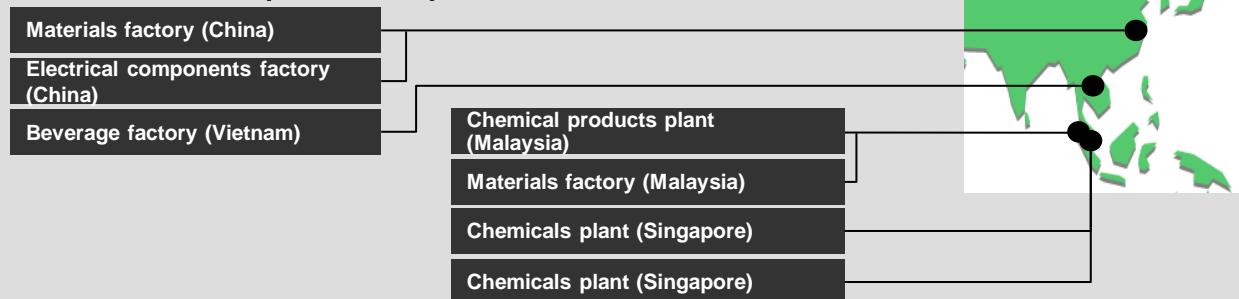 Materials factory (China)
Electrical components factory
(China)
Beverage factory (Vietnam)
Chemical products plant
(Malaysia)
Materials factory (Malaysia)
Chemicals plant (Singapore)
Chemicals plant (Singapore)